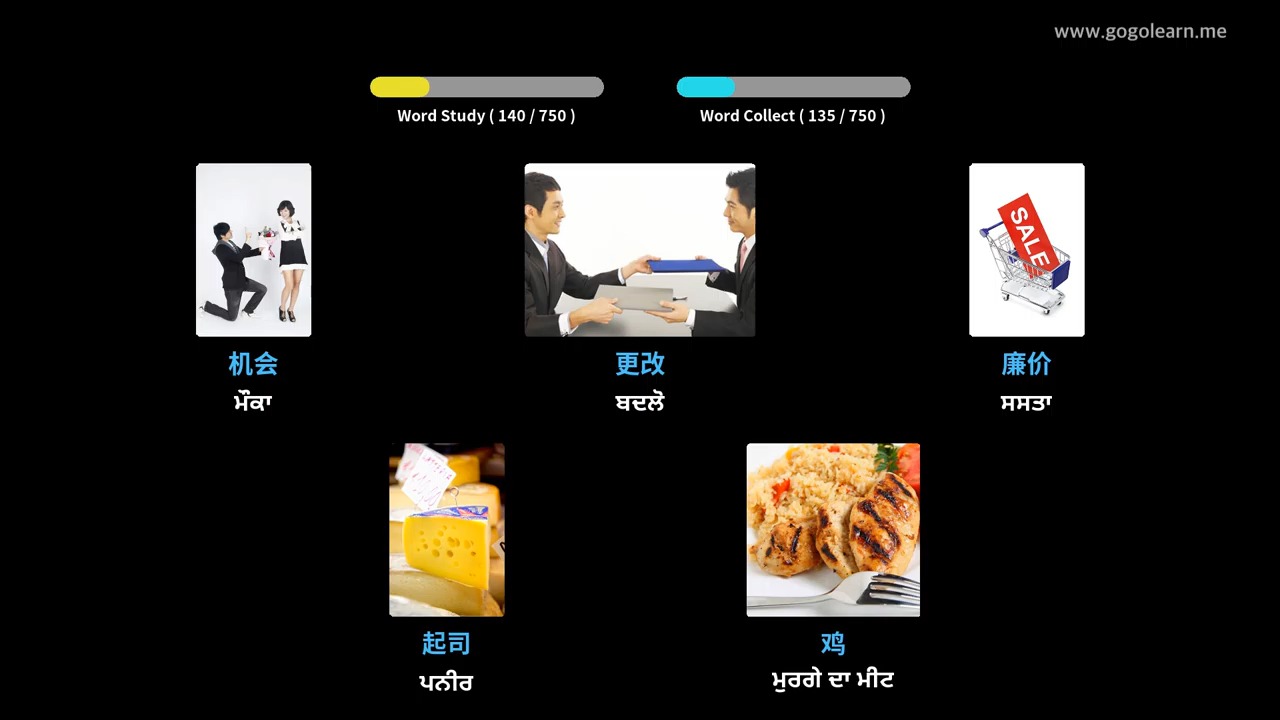 www.gogolearn.me
Word Study ( 140 / 750 )
Word Collect ( 135 / 750 )
SALE
机会
ਮੌਕਾ
更改
ਬਦਲੋ
廉价
ਸਸਤਾ
起司
ਪਨੀਰ
鸡
ਮੁਰਗੇ ਦਾ ਮੀਟ